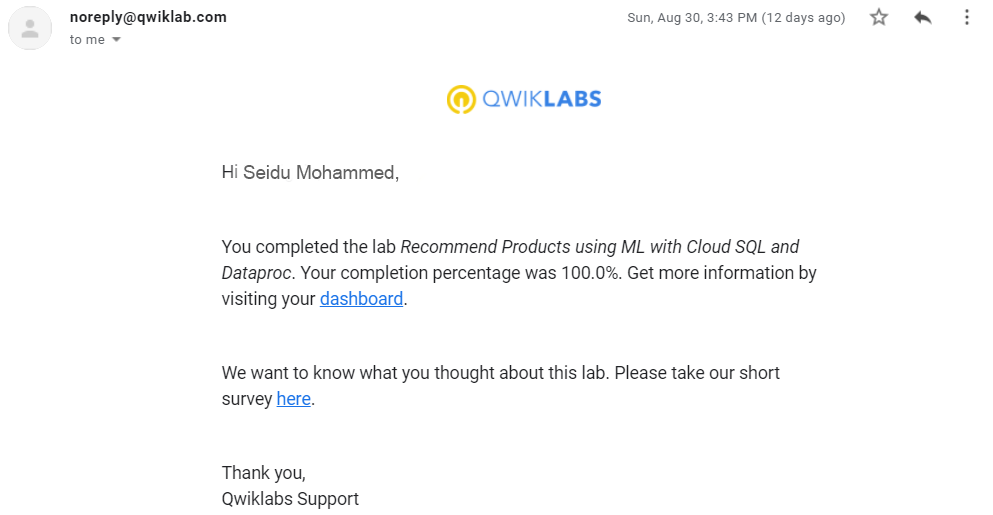 noreply@qwiklab.com
Sun, Aug 30, 3:43 PM (12 days ago)
to me
QWIKLABS
Hi Seidu Mohammed,
You completed the lab Recommend Products using ML with Cloud SQL and
Dataproc. Your completion percentage was 100.0%. Get more information by
visiting your dashboard.
We want to know what you thought about this lab. Please take our short
survey here.
Thank you,
Qwiklabs Support